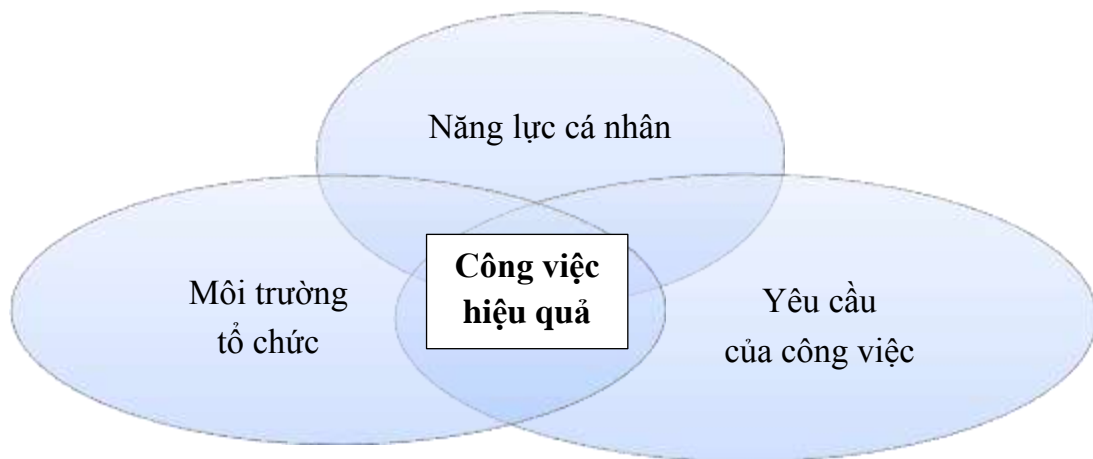 Năng lực cá nhân
Môi trường
tổ chức
Công việc
hiệu quả
Yêu cầu
của công việc